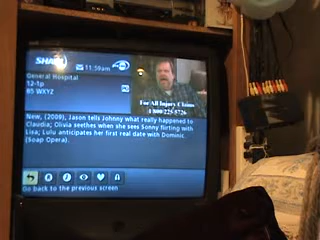 SHARP
11:59am
General Hospital
12-1p
65 WXYZ
For All Injury Claims
1 800 225-5726
New, (2009), Jason tells Johnny what really happened to
Claudia; Olivia seethes when she sees Sonny flirting with
Lisa; Lulu anticipates her first real date with Dominic.
(Soap Opera).
Go back to the previous screen